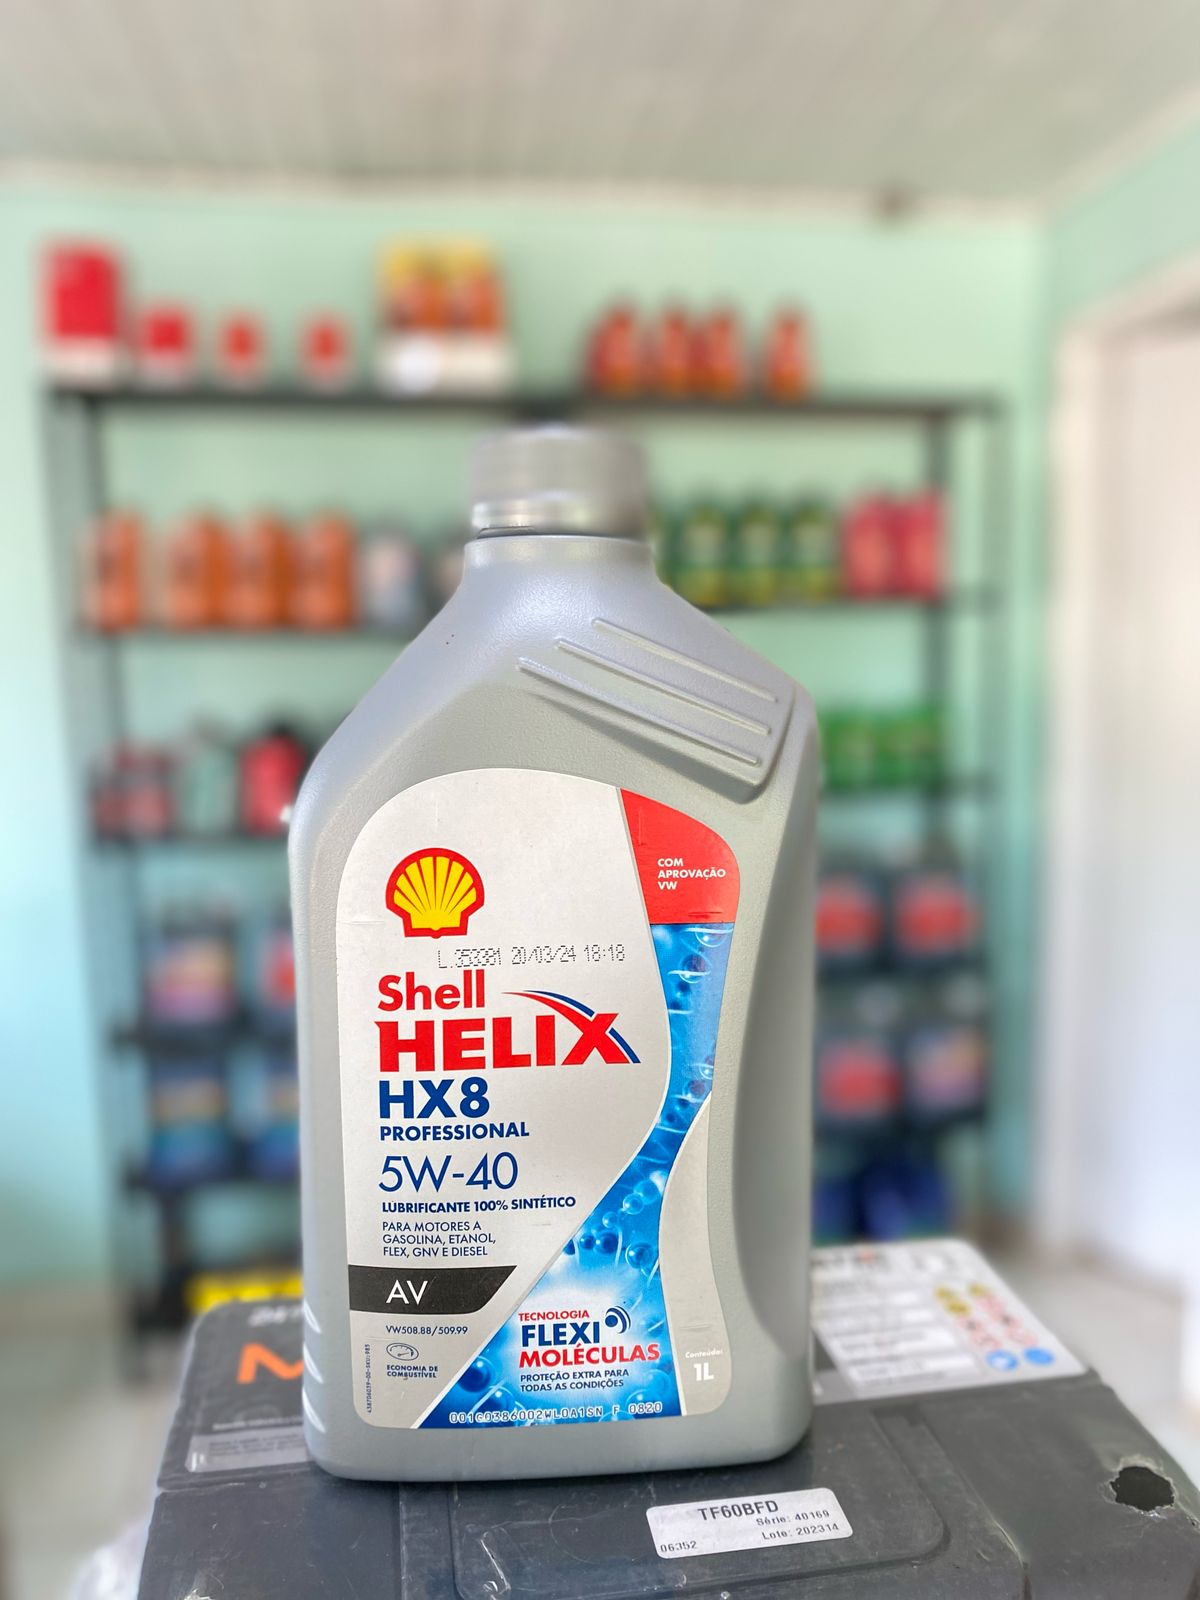 COM
APROVAÇÃO
VW
L.353381 20/03/24 18:18
Shell
HELIX
HX8
PROFESSIONAL
5W-40
LUBRIFICANTE 100% SINTÉTICO
PARA MOTORES A
GASOLINA, ETANOL,
FLEX, GNV E DIESEL
AV
VW508.88/509.99
ECONOMIA DE
COMBUSTÍVEL
TECNOLOGIA
FLEXI
MOLÉCULAS
PROTEÇÃO EXTRA PARA
TODAS AS CONDIÇÕES
Conteúdo:
1L
001C0386002WL0A1SN F 0820
M
TF60BFD
Série: 40160
06352 Lote: 202314